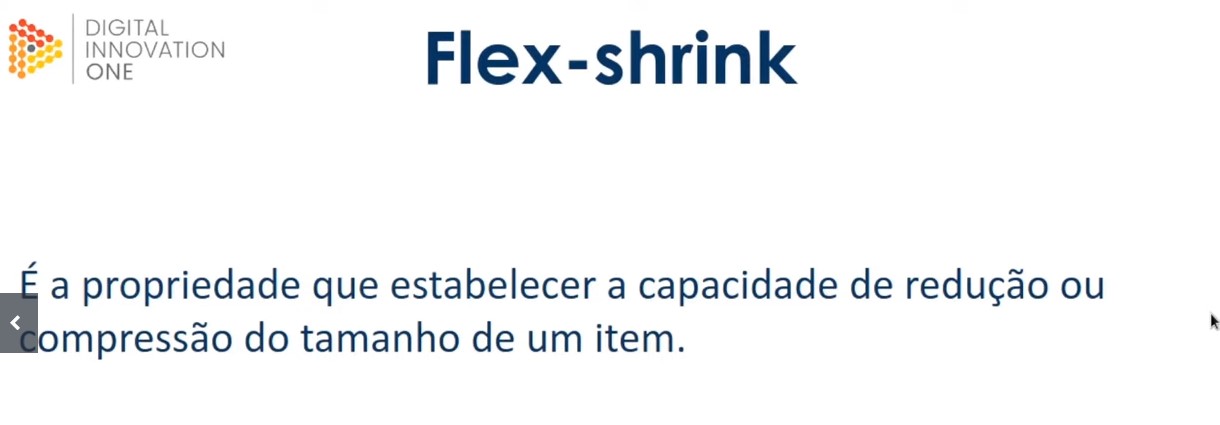 DIGITAL
INNOVATION
ONE
Flex-shrink
É a propriedade que estabelecer a capacidade de redução ou
compressão do tamanho de um item.